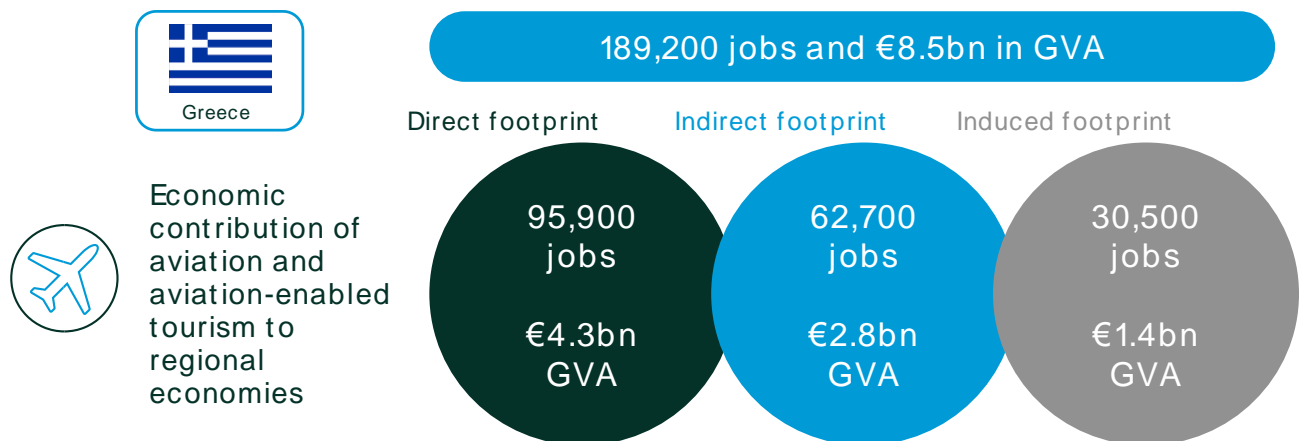 Greece
189,200 jobs and €8.5bn in GVA
Economic
contribution of
aviation and
aviation-enabled
tourism to
regional
economies
Direct footprint
95,900
jobs
€4.3bn
GVA
Indirect footprint
62,700
jobs
€2.8bn
GVA
Induced footprint
30,500
jobs
€1.4bn
GVA